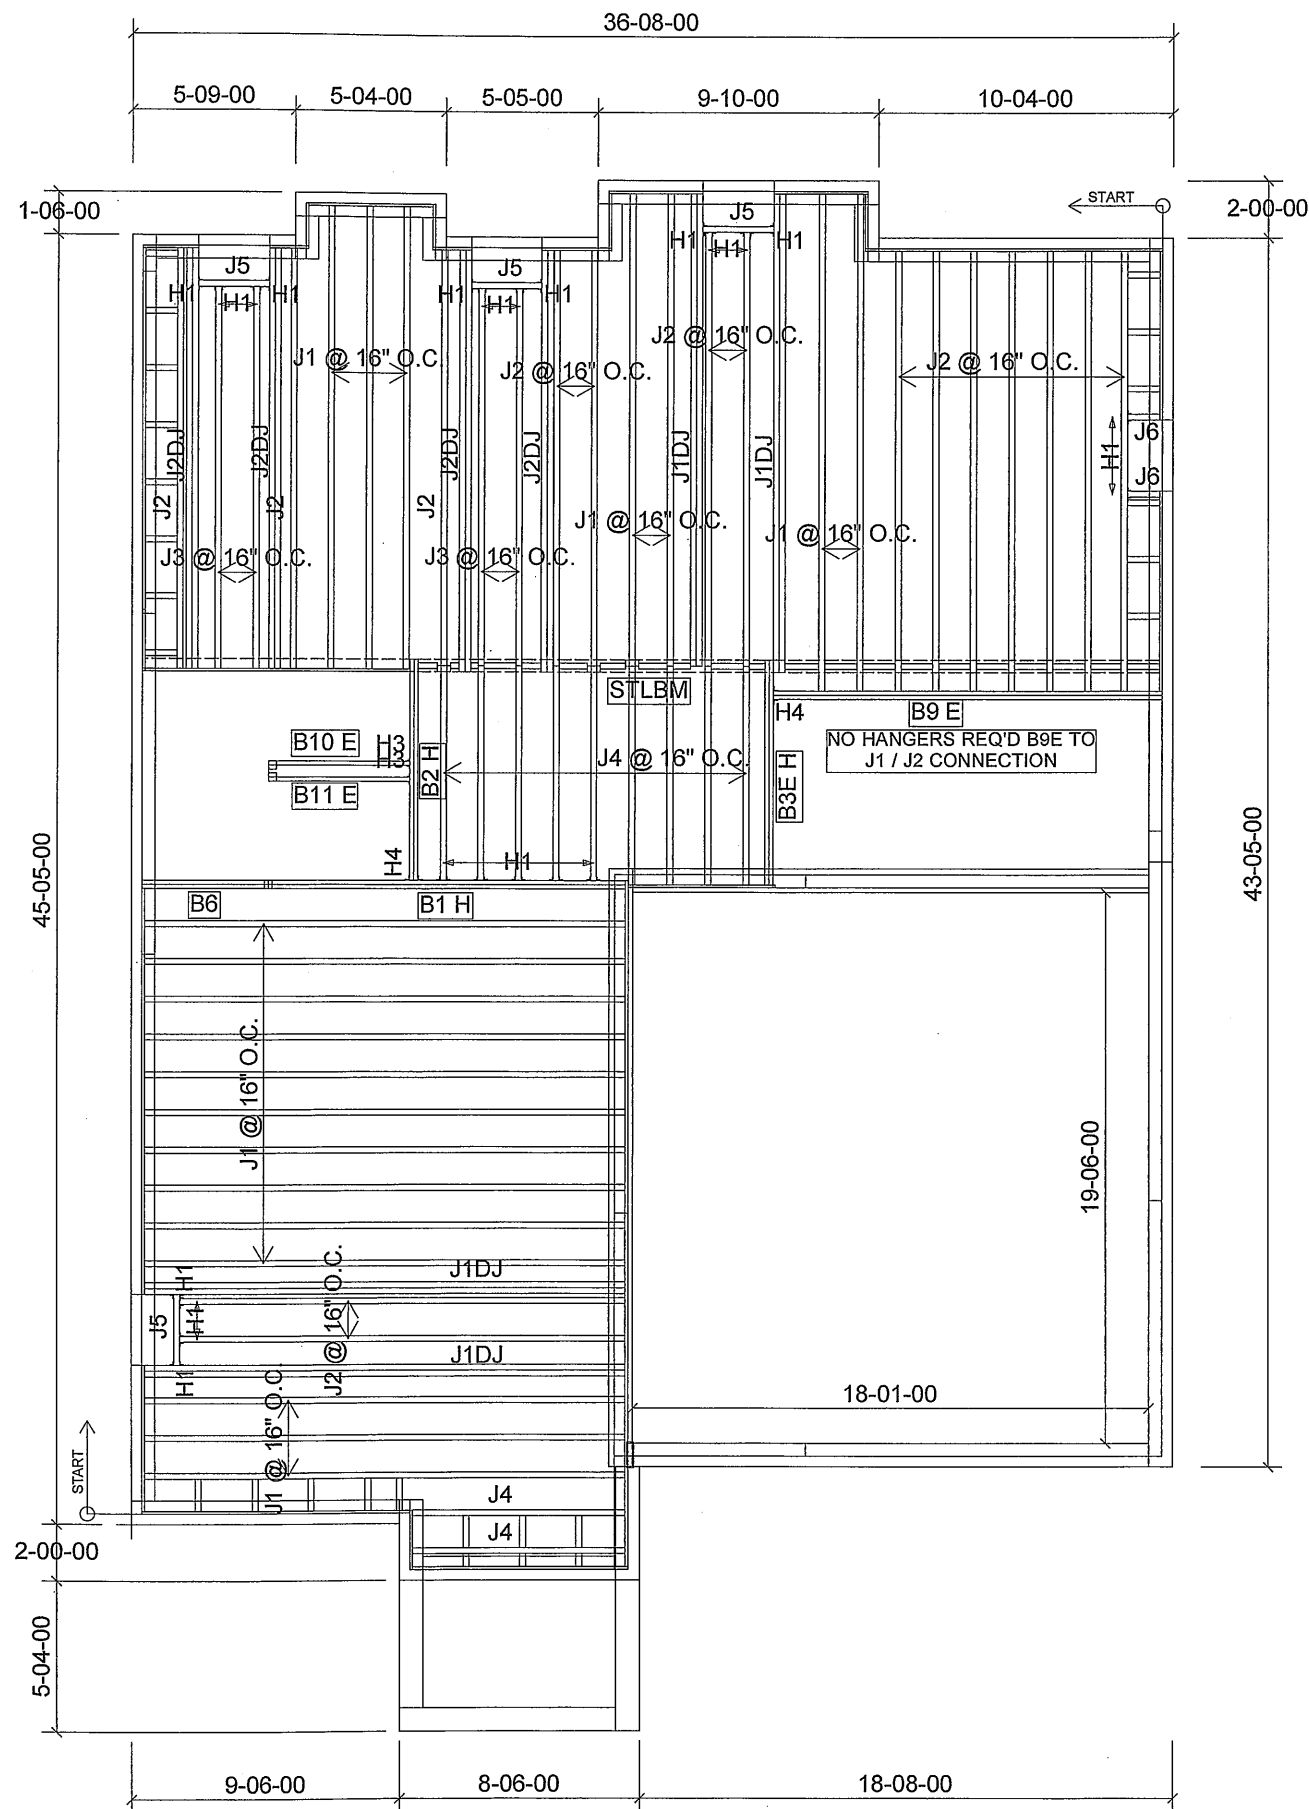 36-08-00
5-09-00
5-04-00
5-05-00
9-10-00
10-04-00
1-06-00
START
2-00-00
J5
J5
J5
H1
H1
H1
H1
H1
H1
H1
H1
H1
J1 @ 16" O.C
J2 @ 16" O.C.
J2 @ 16" O.C.
J2 @ 16" O.C.
J2DJ
J2DJ
J2DJ
J2DJ
J1DJ
J1DJ
J6
H1
J6
J2
J2
J2
J1 @ 16" O.C.
J1 @ 16" O.C.
J3 @ 16" O.C.
J3 @ 16" O.C.
STLBM
H4
B9 E
NO HANGERS REQ'D B9E TO
J1 / J2 CONNECTION
B10 E
H3
H3
B11 E
B2 H
J4 @ 16" O.C.
B3E H
H4
H1
45-05-00
43-05-00
B6
B1 H
J1 @ 16" O.C.
19-06-00
J1DJ
H1
J5
H1
J2 @ 16" O.C.
J1DJ
H1
J1 @ 16" O.C.
18-01-00
START
J4
J4
2-00-00
5-04-00
9-06-00
8-06-00
18-08-00